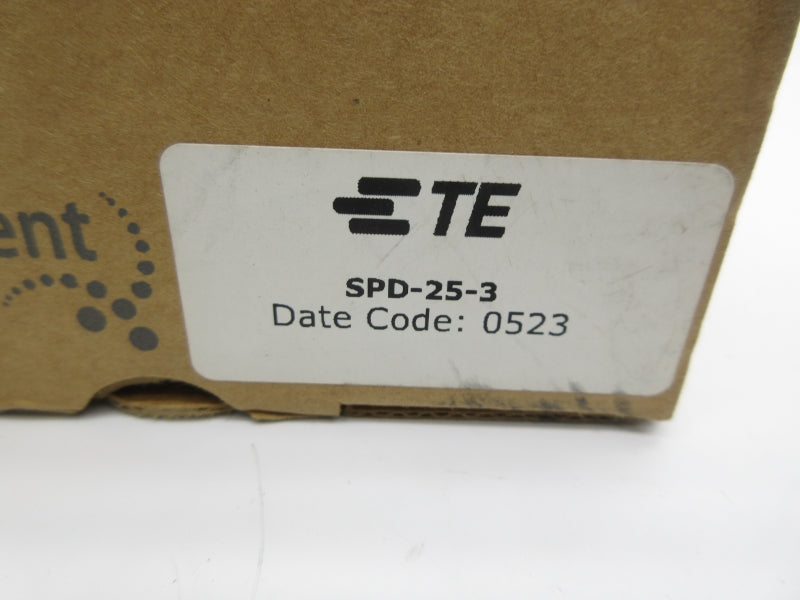 ent
TE
SPD-25-3
Date Code: 0523